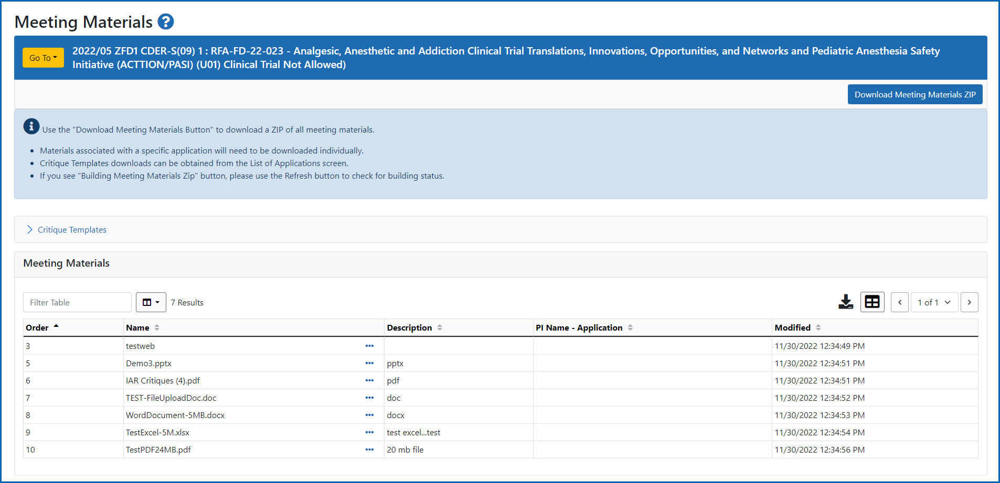 Meeting Materials ?
Go To
2022/05 ZFD1 CDER-S(09) 1 : RFA-FD-22-023 - Analgesic, Anesthetic and Addiction Clinical Trial Translations, Innovations, Opportunities, and Networks and Pediatric Anesthesia Safety
Initiative (ACTTION/PASI) (U01) Clinical Trial Not Allowed)
Download Meeting Materials ZIP
Use the "Download Meeting Materials Button" to download a ZIP of all meeting materials.
• Materials associated with a specific application will need to be downloaded individually.
• Critique Templates downloads can be obtained from the List of Applications screen.
• If you see "Building Meeting Materials Zip" button, please use the Refresh button to check for building status.
Critique Templates
Meeting Materials
Filter Table 7 Results 1 of 1
Order Name Description PI Name - Application Modified
3 testweb ••• 11/30/2022 12:34:49 PM
5 Demo3.pptx ••• pptx 11/30/2022 12:34:51 PM
6 IAR Critiques (4).pdf ••• pdf 11/30/2022 12:34:51 PM
7 TEST-FileUploadDoc.doc ••• doc 11/30/2022 12:34:52 PM
8 WordDocument-5MB.docx ••• docx 11/30/2022 12:34:53 PM
9 TestExcel-5M.xlsx ••• test excel...test 11/30/2022 12:34:54 PM
10 TestPDF24MB.pdf ••• 20 mb file 11/30/2022 12:34:56 PM